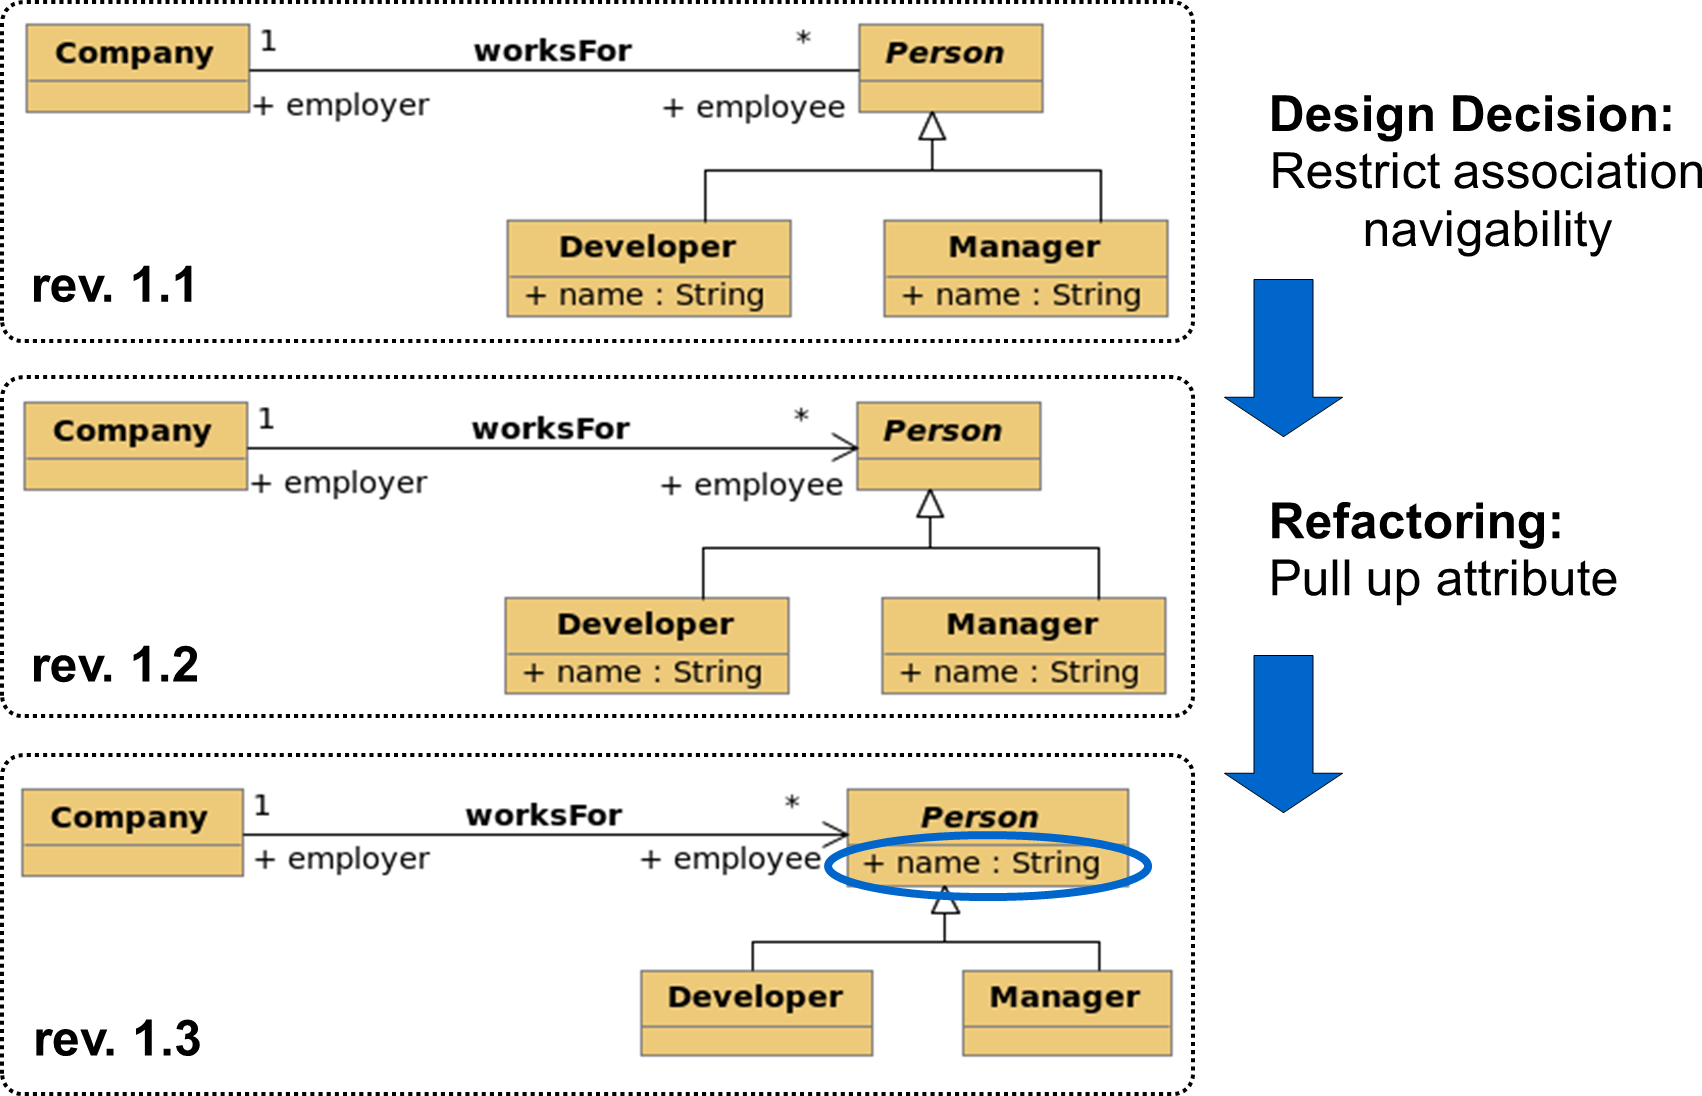 Company
1
worksFor
*
Person
+ employer
+ employee
Developer
+ name : String
Manager
+ name : String
rev. 1.1
Design Decision:
Restrict association
navigability
Company
1
worksFor
*
Person
+ employer
+ employee
Developer
+ name : String
Manager
+ name : String
rev. 1.2
Refactoring:
Pull up attribute
Company
1
worksFor
*
Person
+ name : String
+ employer
+ employee
Developer
Manager
rev. 1.3